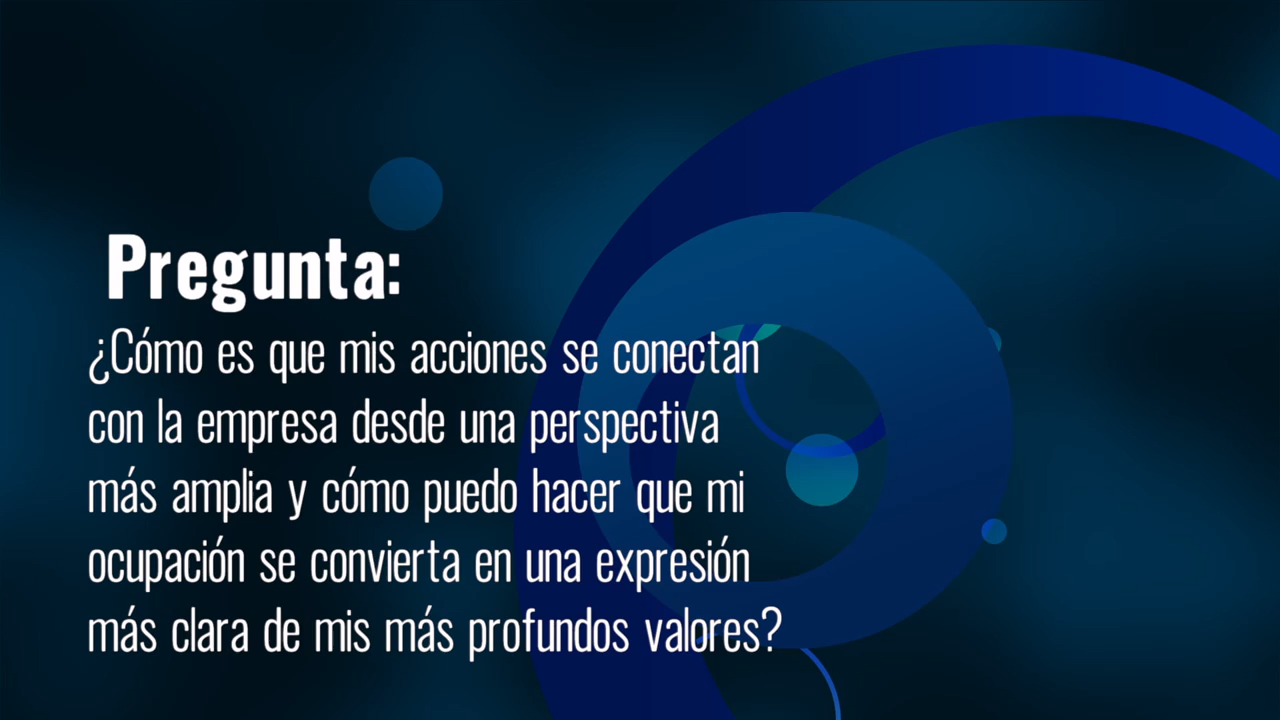 Pregunta:
¿Cómo es que mis acciones se conectan
con la empresa desde una perspectiva
más amplia y cómo puedo hacer que mi
ocupación se convierta en una expresión
más clara de mis más profundos valores?